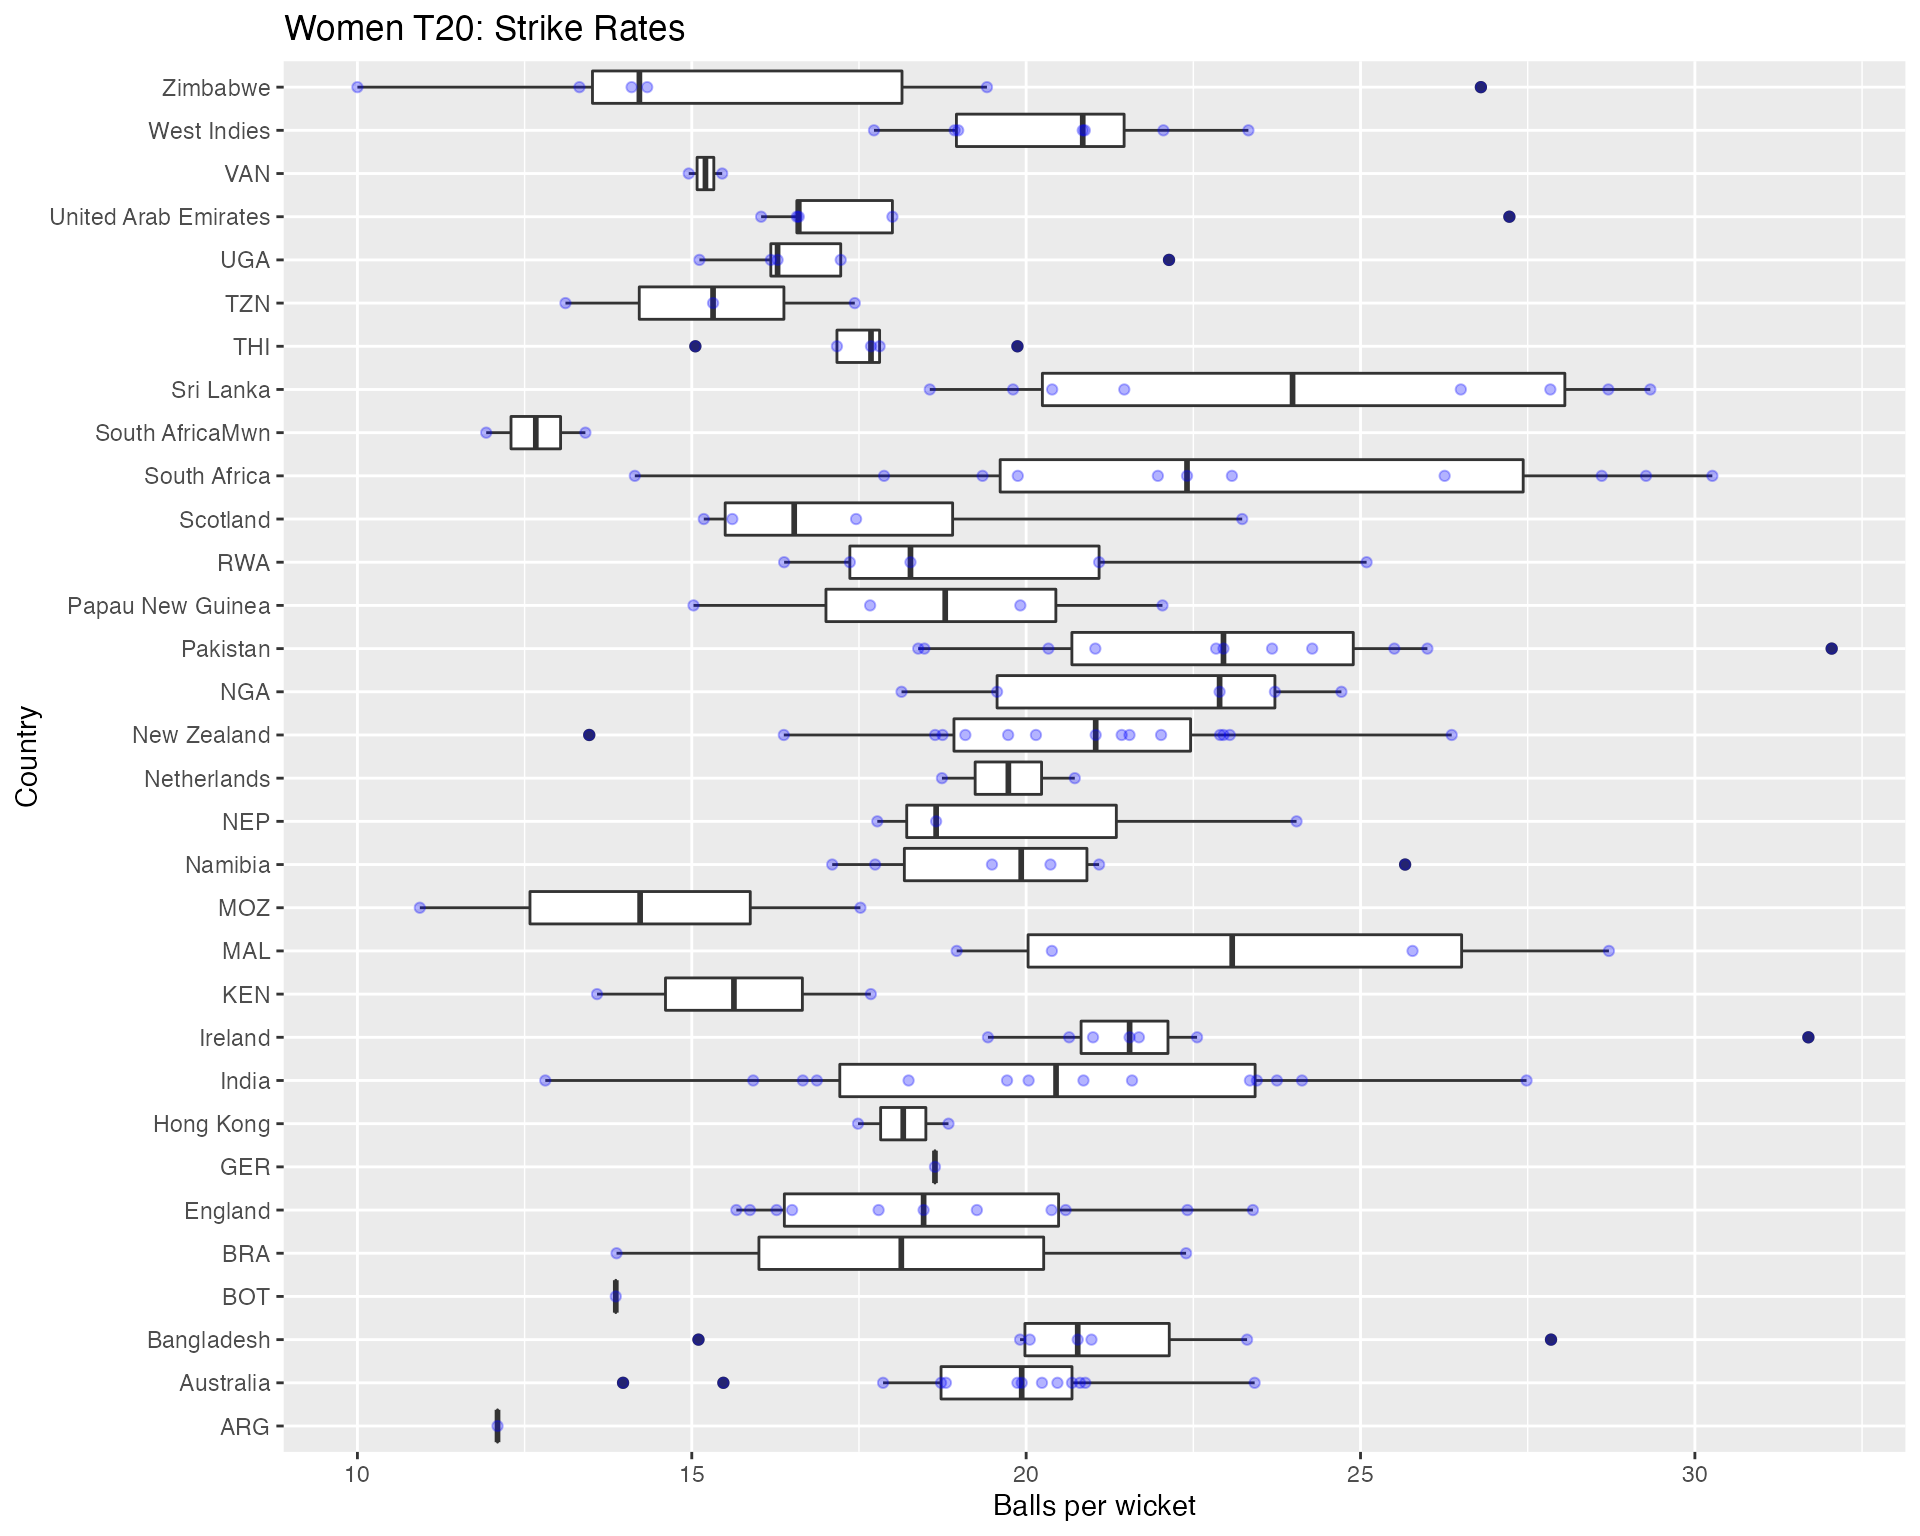 Women T20: Strike Rates
Zimbabwe
West Indies
VAN
United Arab Emirates
UGA
TZN
THI
Sri Lanka
South AfricaMwn
South Africa
Scotland
RWA
Papau New Guinea
Pakistan
NGA
New Zealand
Netherlands
NEP
Namibia
MOZ
MAL
KEN
Ireland
India
Hong Kong
GER
England
BRA
BOT
Bangladesh
Australia
ARG
Country
10 15 20 25 30
Balls per wicket